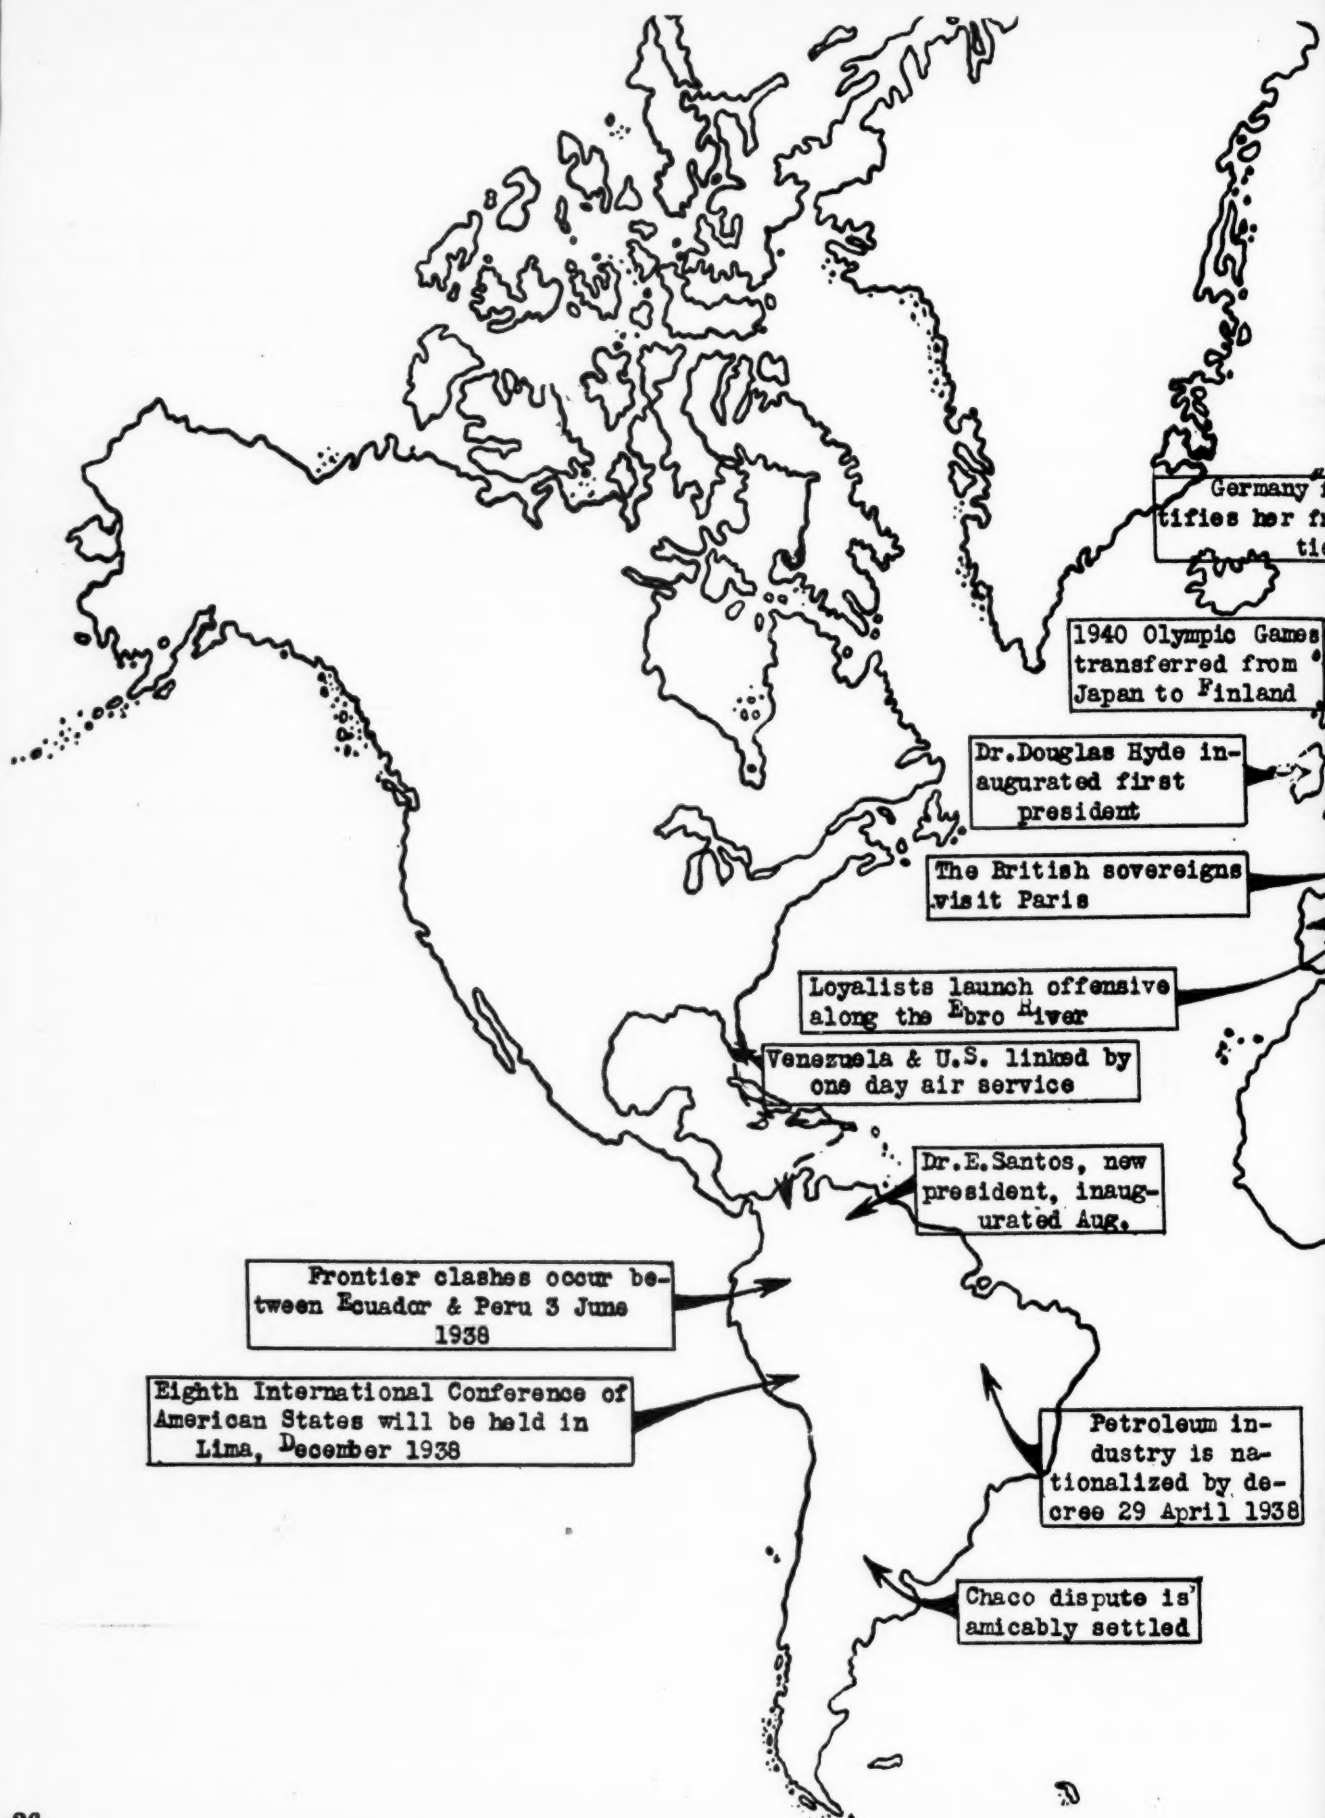 Germany
tifies her
1940 Olympic Games
transferred from
Japan to Finland
Dr.Douglas Hyde in-
augurated first
president
The British sovereigns
visit Paris
Loyalists launch offensive
along the Ebro River
Venezuela & U.S. linked by
one day air service
Dr.E.Santos, new
president, inaug-
urated Aug.
Frontier clashes occur be-
tween Ecuador & Peru 3 June
1938
Eighth International Conference of
American States will be held in
Lima, December 1938
Petroleum in-
dustry is na-
tionalized by de-
cree 29 April 1938
Chaco dispute is
amicably settled